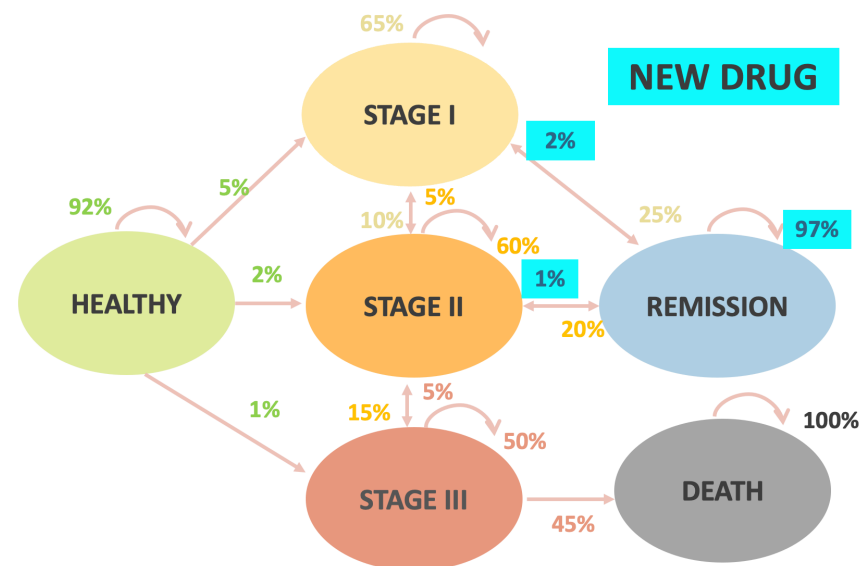 65%
NEW DRUG
STAGE I
2%
5%
92%
5%
10%
25%
97%
60%
2%
1%
HEALTHY
STAGE II
REMISSION
20%
1%
5%
15%
50%
100%
STAGE III
DEATH
45%